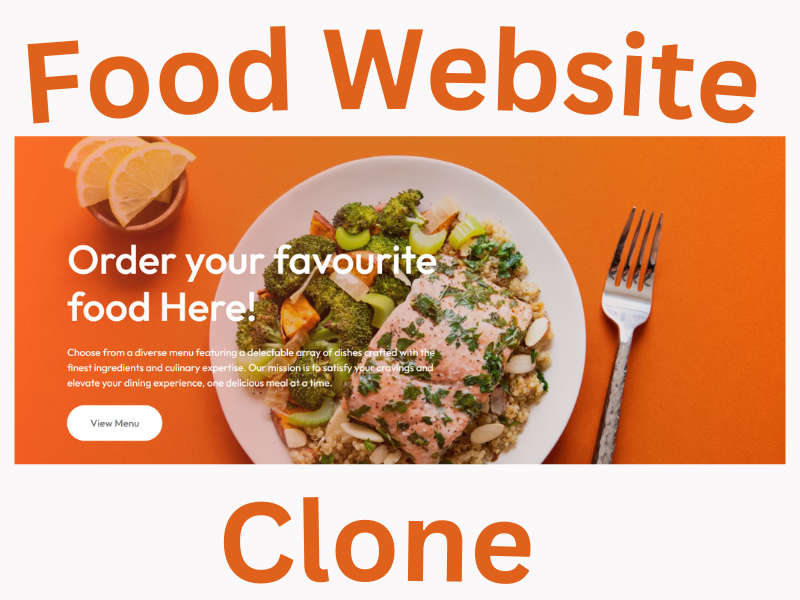 Food Website
Order your favourite
food Here!
Choose from a diverse menu featuring a delectable array of dishes crafted with the
finest ingredients and culinary expertise. Our mission is to satisfy your cravings and
elevate your dining experience, one delicious meal at a time.
View Menu
Clone